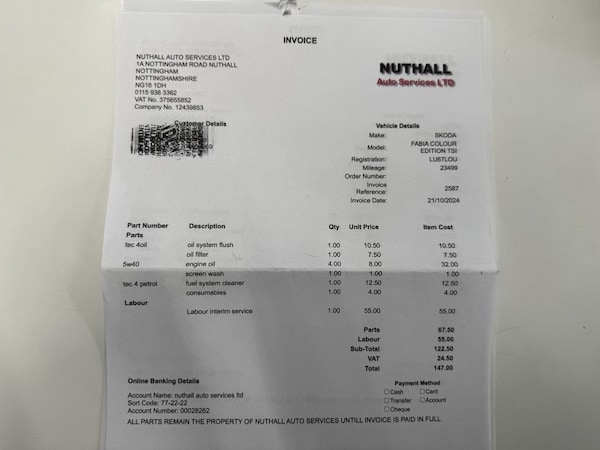 INVOICE
NUTHALL AUTO SERVICES LTD
1A NOTTINGHAM ROAD NUTHALL
NOTTINGHAM
NOTTINGHAMSHIRE
NG16 1DH
0115 938 3362
VAT No. 375655852
Company No. 12439853
NUTHALL
Auto Services LTD
Customer Details
Vehicle Details
Make: SKODA
Model: FABIA COLOUR EDITION TSI
Registration: LU67LOU
Mileage: 23499
Order Number:
Invoice Reference: 2587
Invoice Date: 21/10/2024
Part Number Description Qty Unit Price Item Cost
Parts
tec 4oil oil system flush 1.00 10.50 10.50
oil filter 1.00 7.50 7.50
5w40 engine oil 4.00 8.00 32.00
screen wash 1.00 1.00 1.00
tec 4 petrol fuel system cleaner 1.00 12.50 12.50
consumables 1.00 4.00 4.00
Labour
Labour interim service 1.00 55.00 55.00
Parts 67.50
Labour 55.00
Sub-Total 122.50
VAT 24.50
Total 147.00
Online Banking Details
Account Name: nuthall auto services ltd
Sort Code: 77-22-22
Account Number: 00028262
Payment Method
Cash Card
Transfer Account
Cheque
ALL PARTS REMAIN THE PROPERTY OF NUTHALL AUTO SERVICES UNTILL INVOICE IS PAID IN FULL